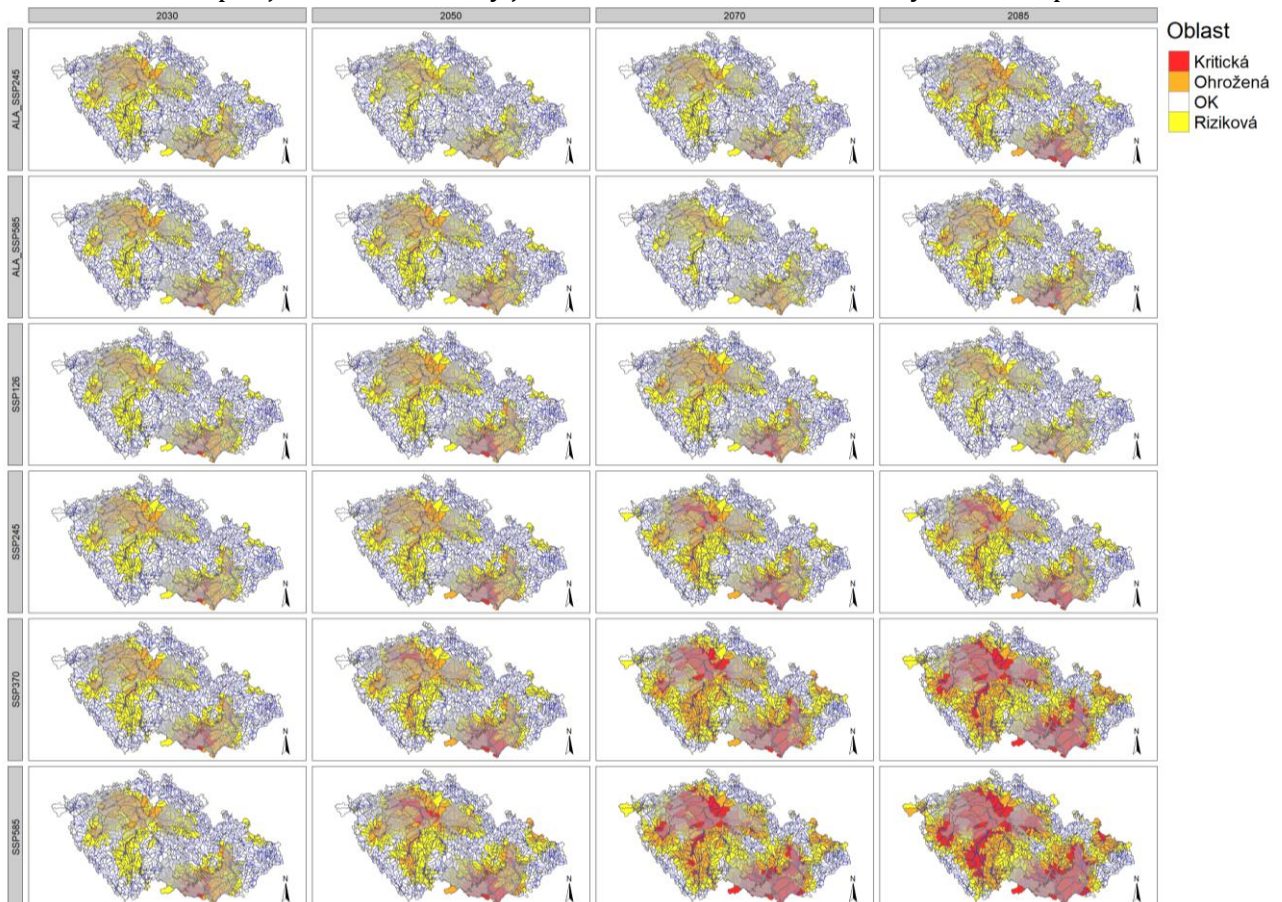 2030 2050 2070 2085
Oblast
Kritická
Ohrožená
OK
Riziková
ALA_SSP245
N N N N
ALA_SSP585
N N N N
SSP126
N N N N
SSP245
N N N N
SSP370
N N N N
SSP585
N N N N